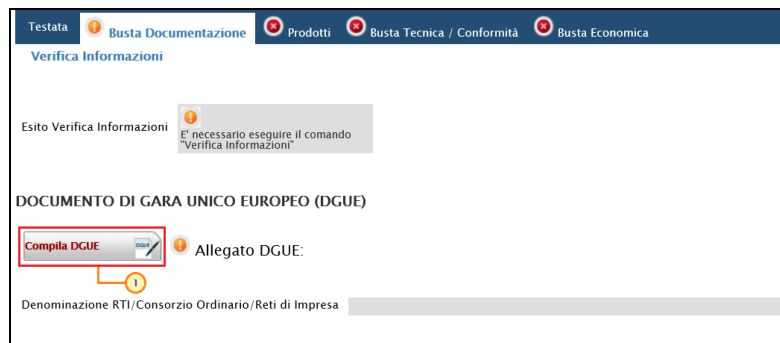 Testata Busta Documentazione Prodotti Busta Tecnica / Conformità Busta Economica
Verifica Informazioni
Esito Verifica Informazioni
E' necessario eseguire il comando
"Verifica Informazioni"
DOCUMENTO DI GARA UNICO EUROPEO (DGUE)
Compila DGUE DGUE Allegato DGUE:
1
Denominazione RTI/Consorzio Ordinario/Reti di Impresa